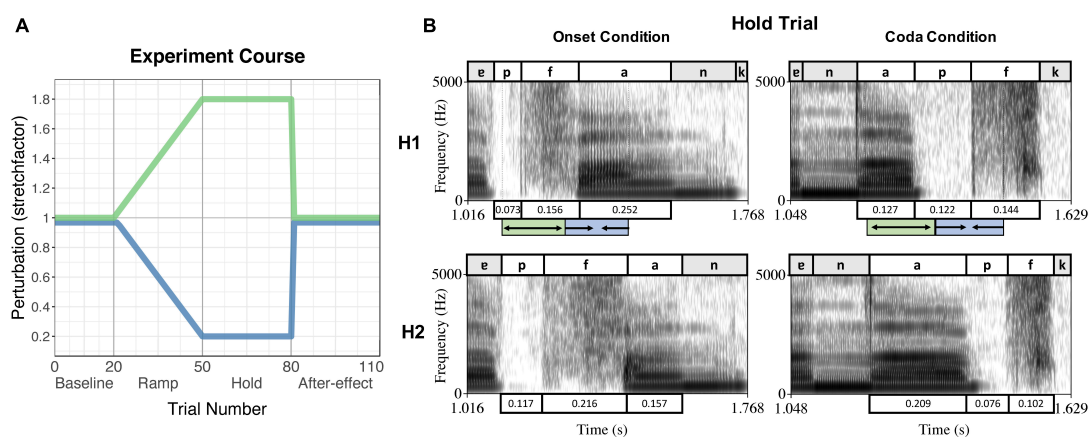 A
Experiment Course
Perturbation (stretchfactor)
1.8
1.6
1.4
1.2
1
0.8
0.6
0.4
0.2
0 20 50 80 110
Baseline Ramp Hold After-effect
Trial Number
B
Hold Trial
Onset Condition Coda Condition
H1
ɐ p f a n k
5000
Frequency (Hz)
0
0.073 0.156 0.252
1.016 1.768
ɐ n a p f k
5000
0
0.127 0.122 0.144
1.048 1.629
H2
ɐ p f a n
5000
Frequency (Hz)
0
0.117 0.216 0.157
1.016 1.768
ɐ n a p f k
5000
0
0.209 0.076 0.102
1.048 1.629
Time (s) Time (s)